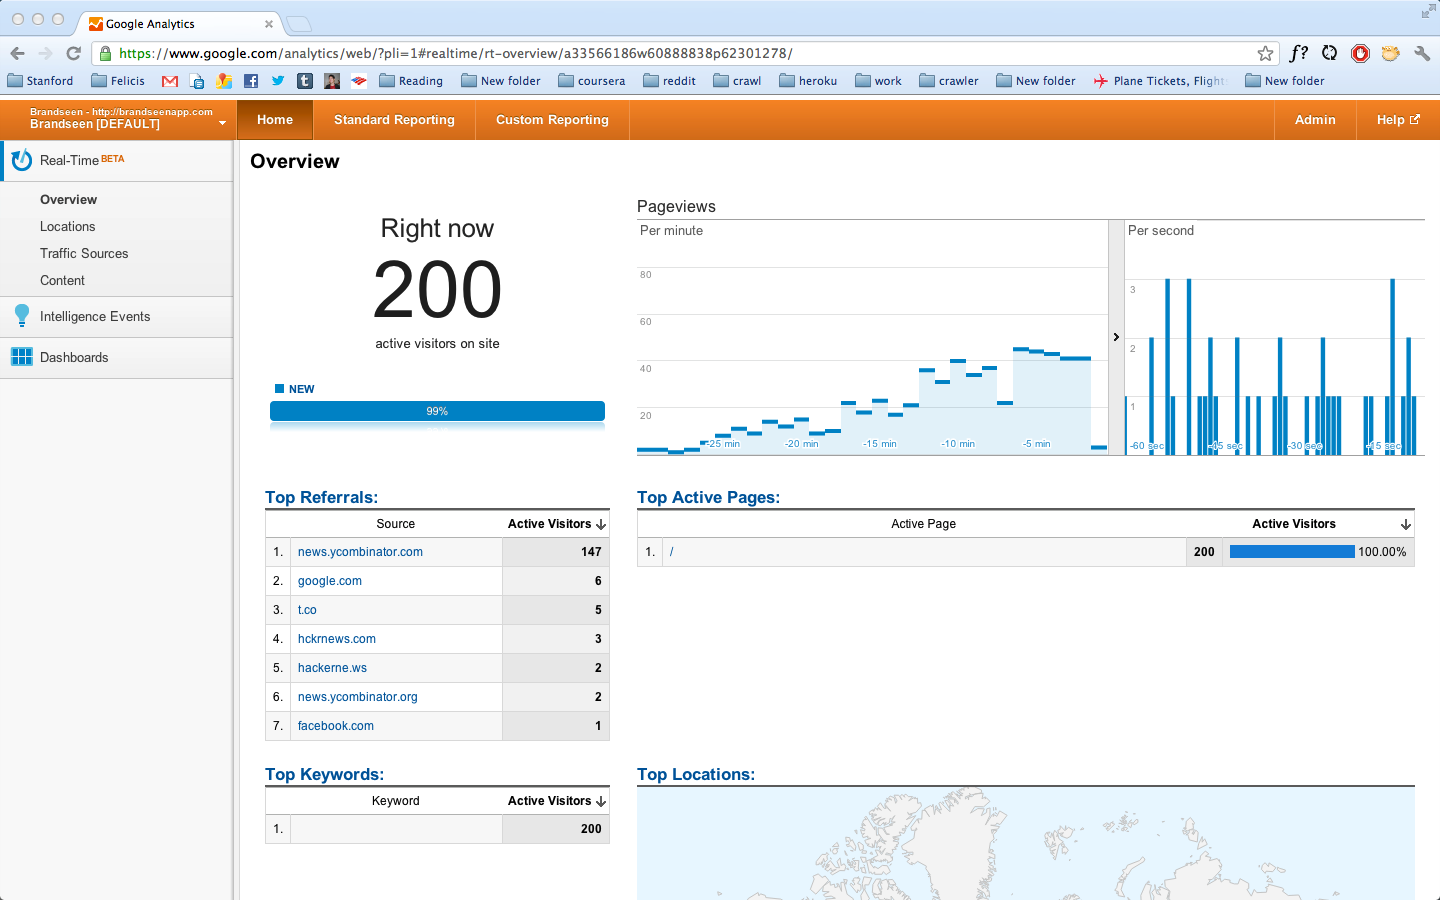 Google Analytics
https://www.google.com/analytics/web/?pli=1#realtime/rt-overview/a33566186w60888838p62301278/
f?
Stanford Felicis Reading New folder coursera reddit crawl heroku work crawler New folder Plane Tickets, Flight New folder
Brandseen - http://brandseenapp.com
Brandseen [DEFAULT]
Home Standard Reporting Custom Reporting Admin Help
Real-Time BETA
Overview
Locations
Traffic Sources
Content
Intelligence Events
Dashboards
Overview
Right now
200
active visitors on site
NEW
99%
Pageviews
Per minute
80
60
40
20
-25 min -20 min -15 min -10 min -5 min
Per second
3
2
1
-60 sec -45 sec -30 sec -15 sec
Top Referrals:
Source Active Visitors
1. news.ycombinator.com 147
2. google.com 6
3. t.co 5
4. hckrnews.com 3
5. hackerne.ws 2
6. news.ycombinator.org 2
7. facebook.com 1
Top Active Pages:
Active Page Active Visitors
1. / 200 100.00%
Top Keywords:
Keyword Active Visitors
1. 200
Top Locations: